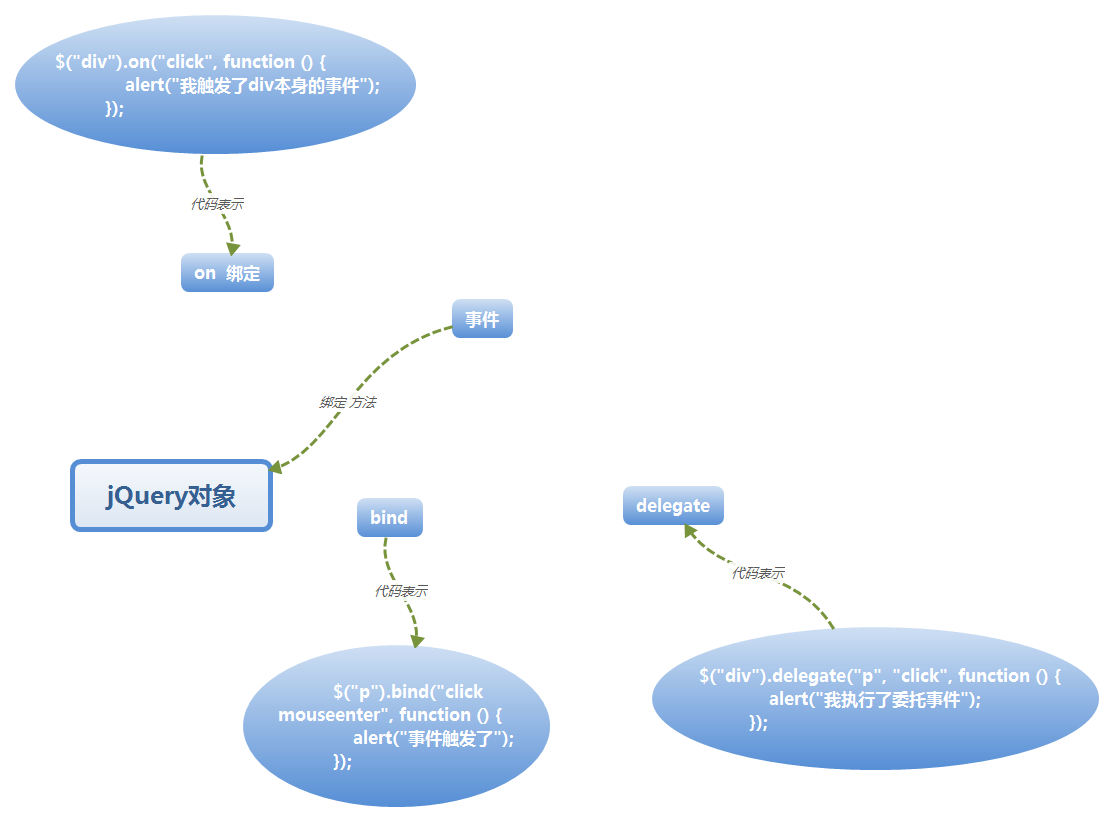 $("div").on("click", function () {
alert("我触发了div本身的事件");
});
代码表示
on 绑定
事件
绑定 方法
jQuery对象
bind
代码表示
$("p").bind("click
mouseenter", function () {
alert("事件触发了");
});
delegate
代码表示
$("div").delegate("p", "click", function () {
alert("我执行了委托事件");
});